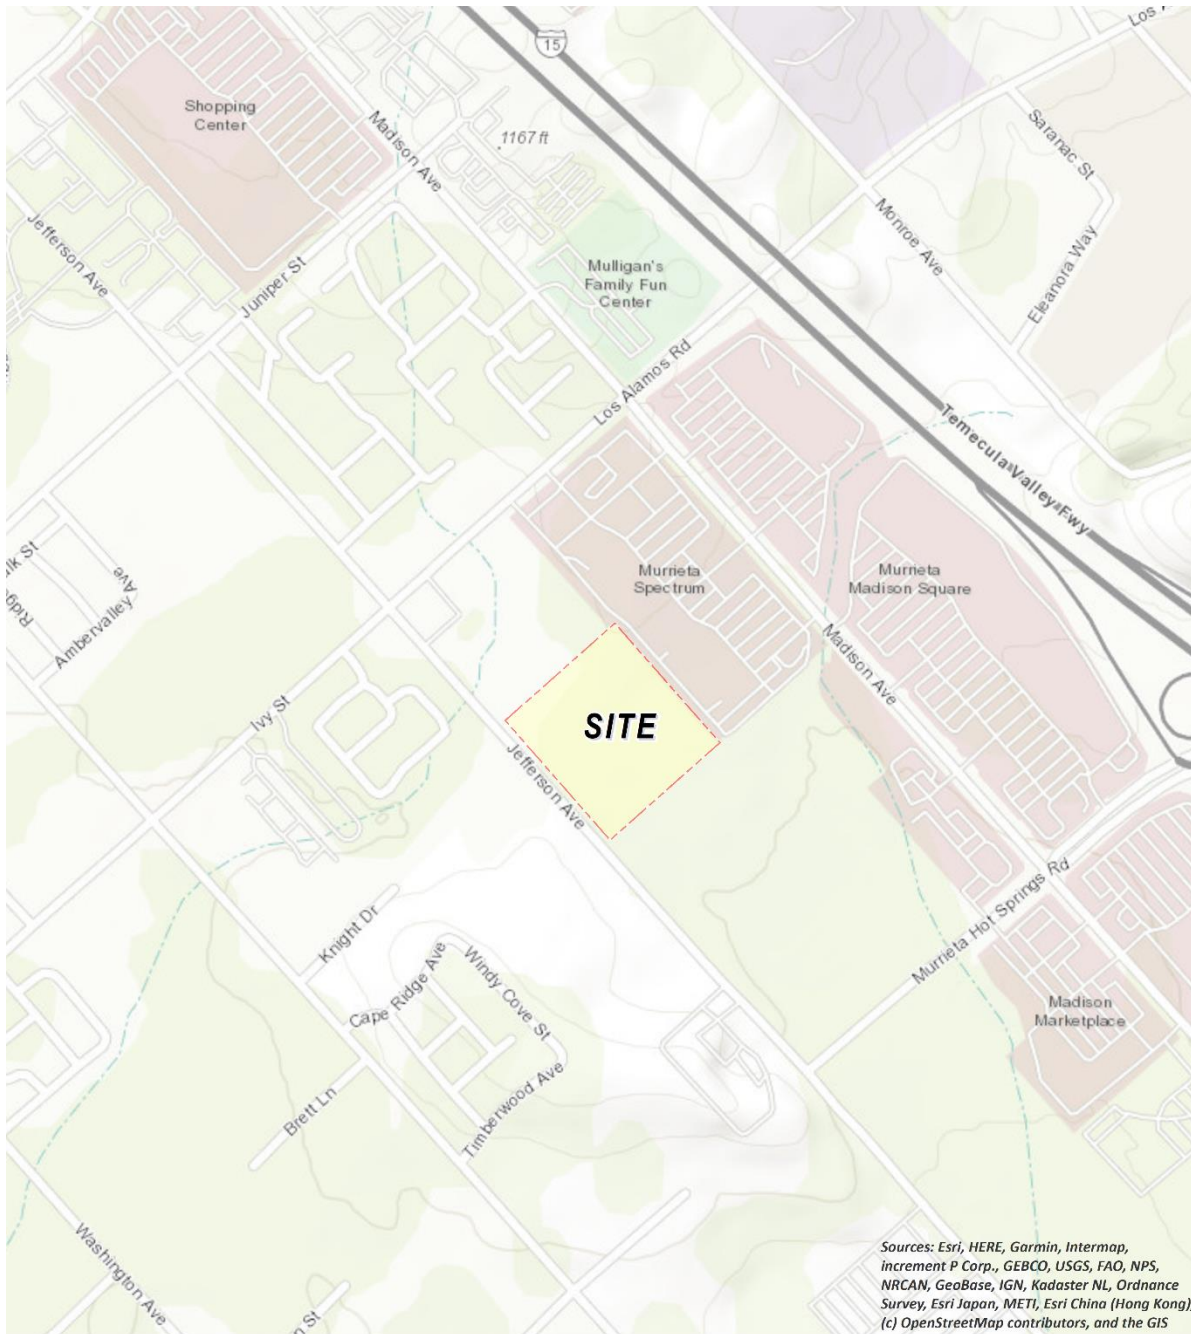 Los
15
Shopping
Center
Madison Ave
1167 ft
Saranac St
Jefferson Ave
Monroe Ave
Eleanora Way
Mulligan's
Family Fun
Center
Juniper St
Los Alamos Rd
Temecula Valley Fwy
Murrieta
Spectrum
Murrieta
Madison Square
Ambervalley Ave
Madison Ave
Ivy St
SITE
Jefferson Ave
Murrieta Hot Springs Rd
Knight Dr
Cape Ridge Ave
Windy Cove St
Madison
Marketplace
Timberwood Ave
Brett Ln
Washington Ave
St
Sources: Esri, HERE, Garmin, Intermap,
increment P Corp., GEBCO, USGS, FAO, NPS,
NRCAN, GeoBase, IGN, Kadaster NL, Ordnance
Survey, Esri Japan, METI, Esri China (Hong Kong)
(c) OpenStreetMap contributors, and the GIS